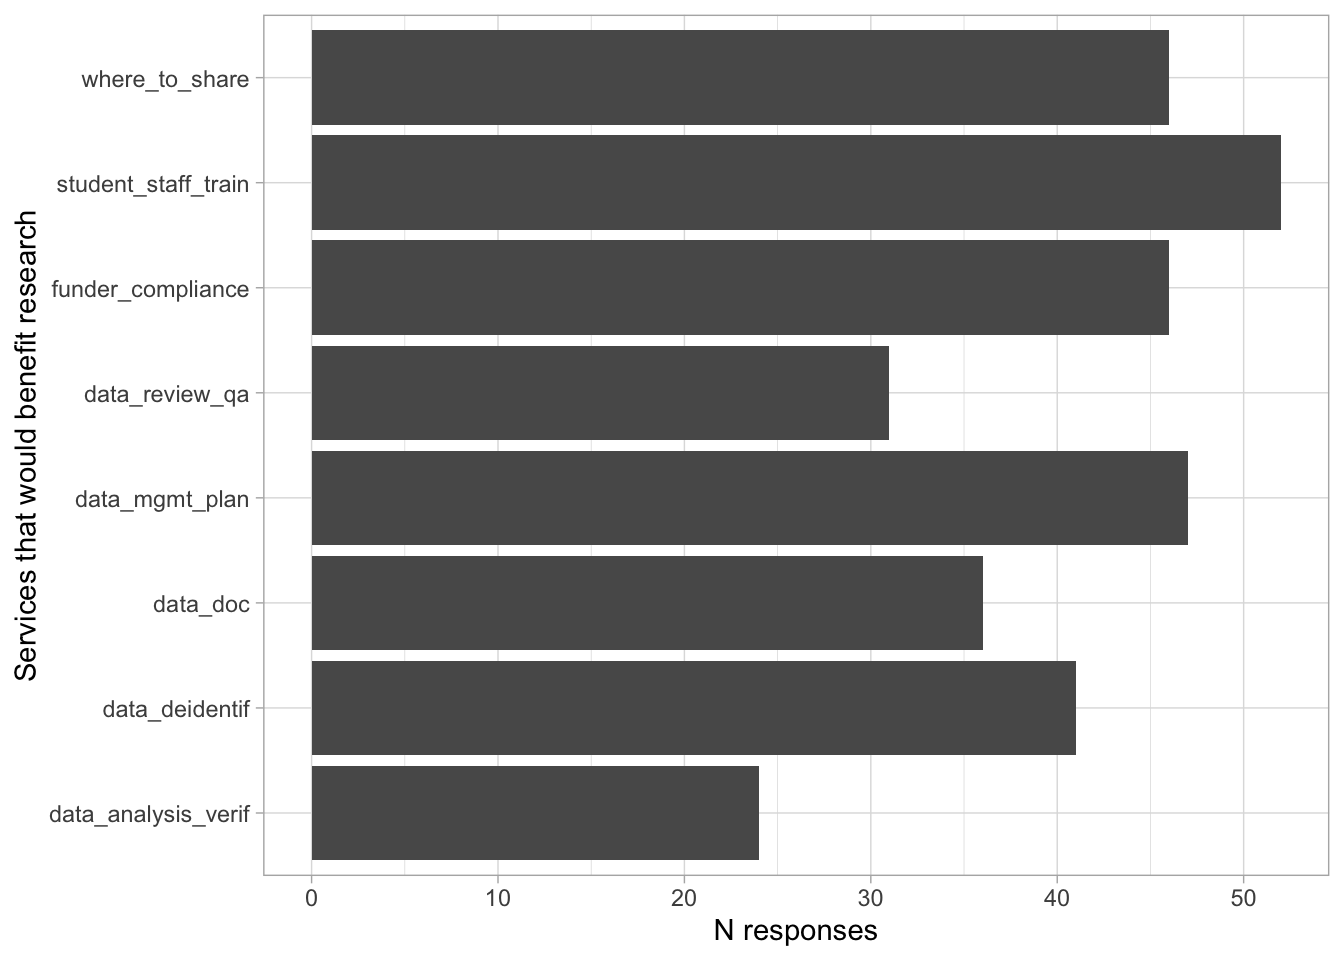 Services that would benefit research
where_to_share
student_staff_train
funder_compliance
data_review_qa
data_mgmt_plan
data_doc
data_deidentif
data_analysis_verif
0 10 20 30 40 50
N responses